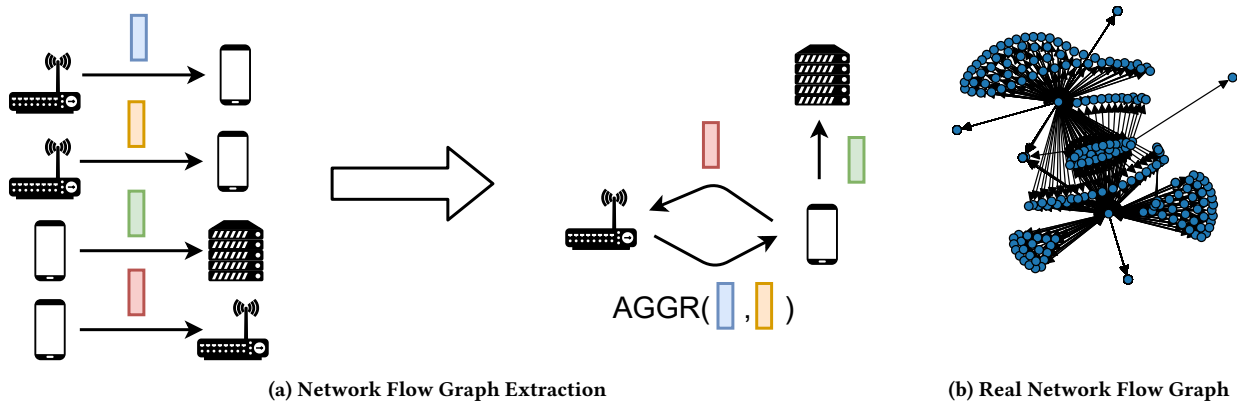 AGGR( , )
(a) Network Flow Graph Extraction
(b) Real Network Flow Graph